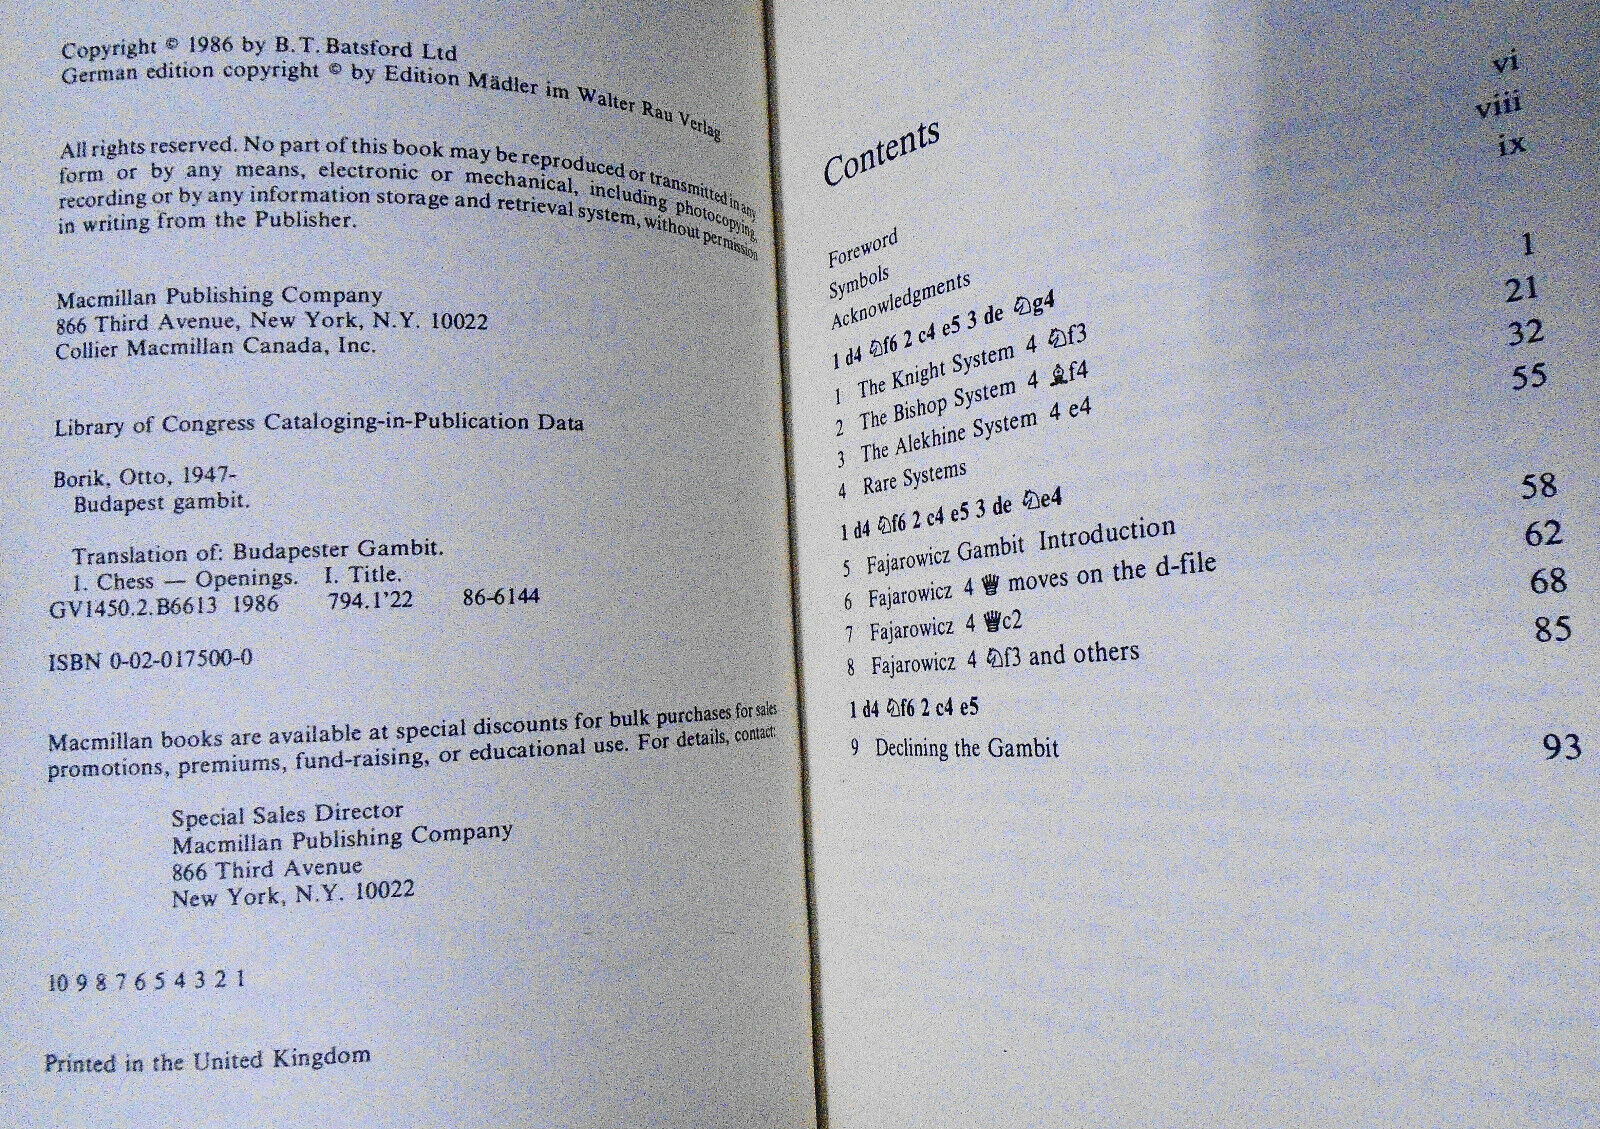 Copyright © 1986 by B.T. Batsford Ltd
German edition copyright © by Edition Mädler im Walter Rau Verlag
All rights reserved. No part of this book may be reproduced or transmitted in any
form or by any means, electronic or mechanical, including photocopying,
recording or by any information storage and retrieval system, without permission
in writing from the Publisher.
Macmillan Publishing Company
866 Third Avenue, New York, N.Y. 10022
Collier Macmillan Canada, Inc.
Library of Congress Cataloging-in-Publication Data
Borik, Otto, 1947-
Budapest gambit.
Translation of: Budapester Gambit.
1. Chess — Openings. I. Title.
GV1450.2.B6613 1986 794.1'22 86-6144
ISBN 0-02-017500-0
Macmillan books are available at special discounts for bulk purchases for sales
promotions, premiums, fund-raising, or educational use. For details, contact:
Special Sales Director
Macmillan Publishing Company
866 Third Avenue
New York, N.Y. 10022
10 9 8 7 6 5 4 3 2 1
Printed in the United Kingdom
Contents
Foreword vi
Symbols viii
Acknowledgments ix
1 d4 ♘f6 2 c4 e5 3 de ♘g4
1 The Knight System 4 ♘f3 1
2 The Bishop System 4 ♝f4 21
3 The Alekhine System 4 e4 32
4 Rare Systems 55
1 d4 ♘f6 2 c4 e5 3 de ♘e4
5 Fajarowicz Gambit Introduction 58
6 Fajarowicz 4 ♛ moves on the d-file 62
7 Fajarowicz 4 ♛c2 68
8 Fajarowicz 4 ♘f3 and others 85
1 d4 ♘f6 2 c4 e5
9 Declining the Gambit 93